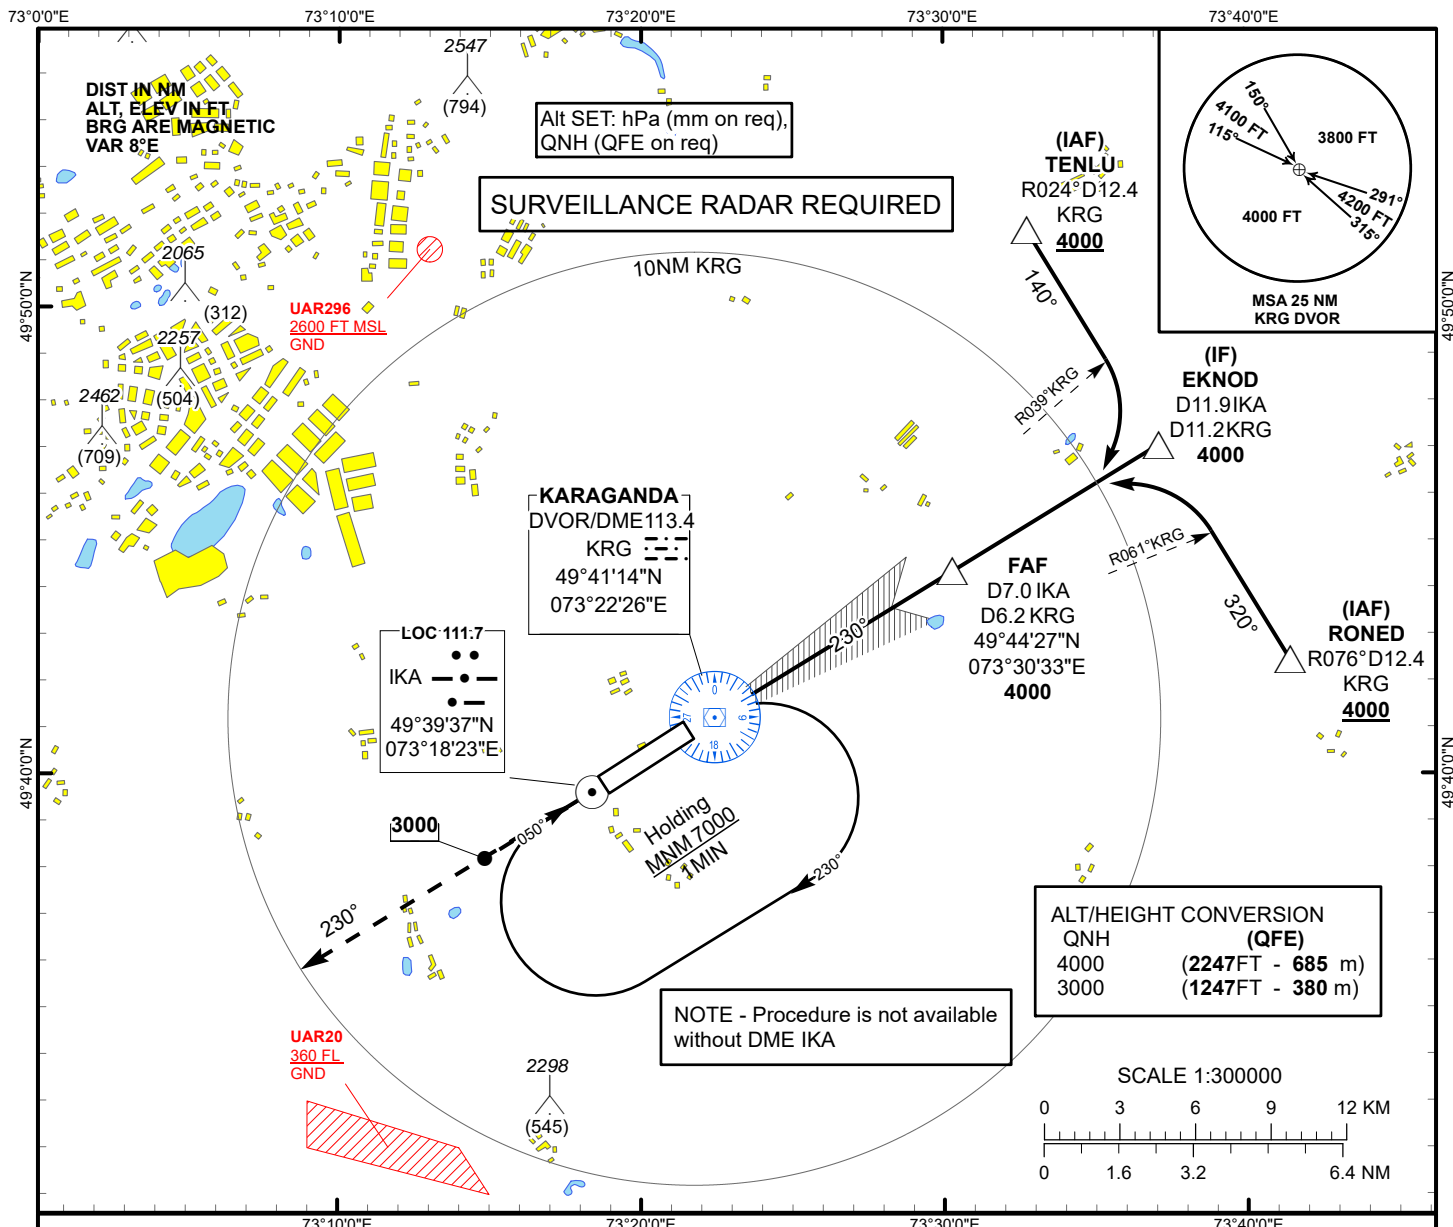 73°0'0"E
73°10'0"E
73°20'0"E
73°30'0"E
73°40'0"E
DIST IN NM
ALT, ELEV IN FT
BRG ARE MAGNETIC
VAR 8°E
2547
(794)
Alt SET: hPa (mm on req),
QNH (QFE on req)
SURVEILLANCE RADAR REQUIRED
(IAF)
TENLU
R024°D12.4
KRG
4000
150°
4100 FT
115°
3800 FT
4000 FT
291°
4200 FT
315°
MSA 25 NM
KRG DVOR
2065
(312)
2257
(504)
2462
(709)
UAR296
2600 FT MSL
GND
10NM KRG
140°
R039°KRG
49°50'0"N
49°50'0"N
(IF)
EKNOD
D11.9IKA
D11.2KRG
4000
KARAGANDA
DVOR/DME113.4
KRG
49°41'14"N
073°22'26"E
R061°KRG
320°
FAF
D7.0 IKA
D6.2 KRG
49°44'27"N
073°30'33"E
4000
230°
(IAF)
RONED
R076°D12.4
KRG
4000
LOC 111.7
IKA
49°39'37"N
073°18'23"E
0
9
18
27
49°40'0"N
49°40'0"N
3000
050°
Holding
MNM 7000
1MIN
230°
230°
ALT/HEIGHT CONVERSION
QNH (QFE)
4000 (2247FT - 685 m)
3000 (1247FT - 380 m)
NOTE - Procedure is not available
without DME IKA
UAR20
360 FL
GND
2298
(545)
SCALE 1:300000
0 3 6 9 12 KM
0 1.6 3.2 6.4 NM
73°10'0"E
73°20'0"E
73°30'0"E
73°40'0"E